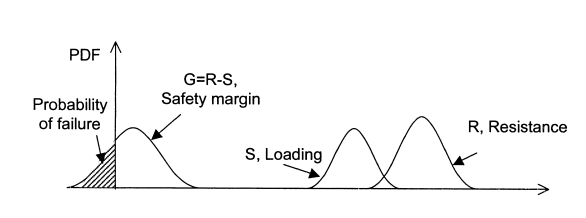 PDF
G=R-S,
Safety margin
Probability
of failure
S, Loading
R, Resistance